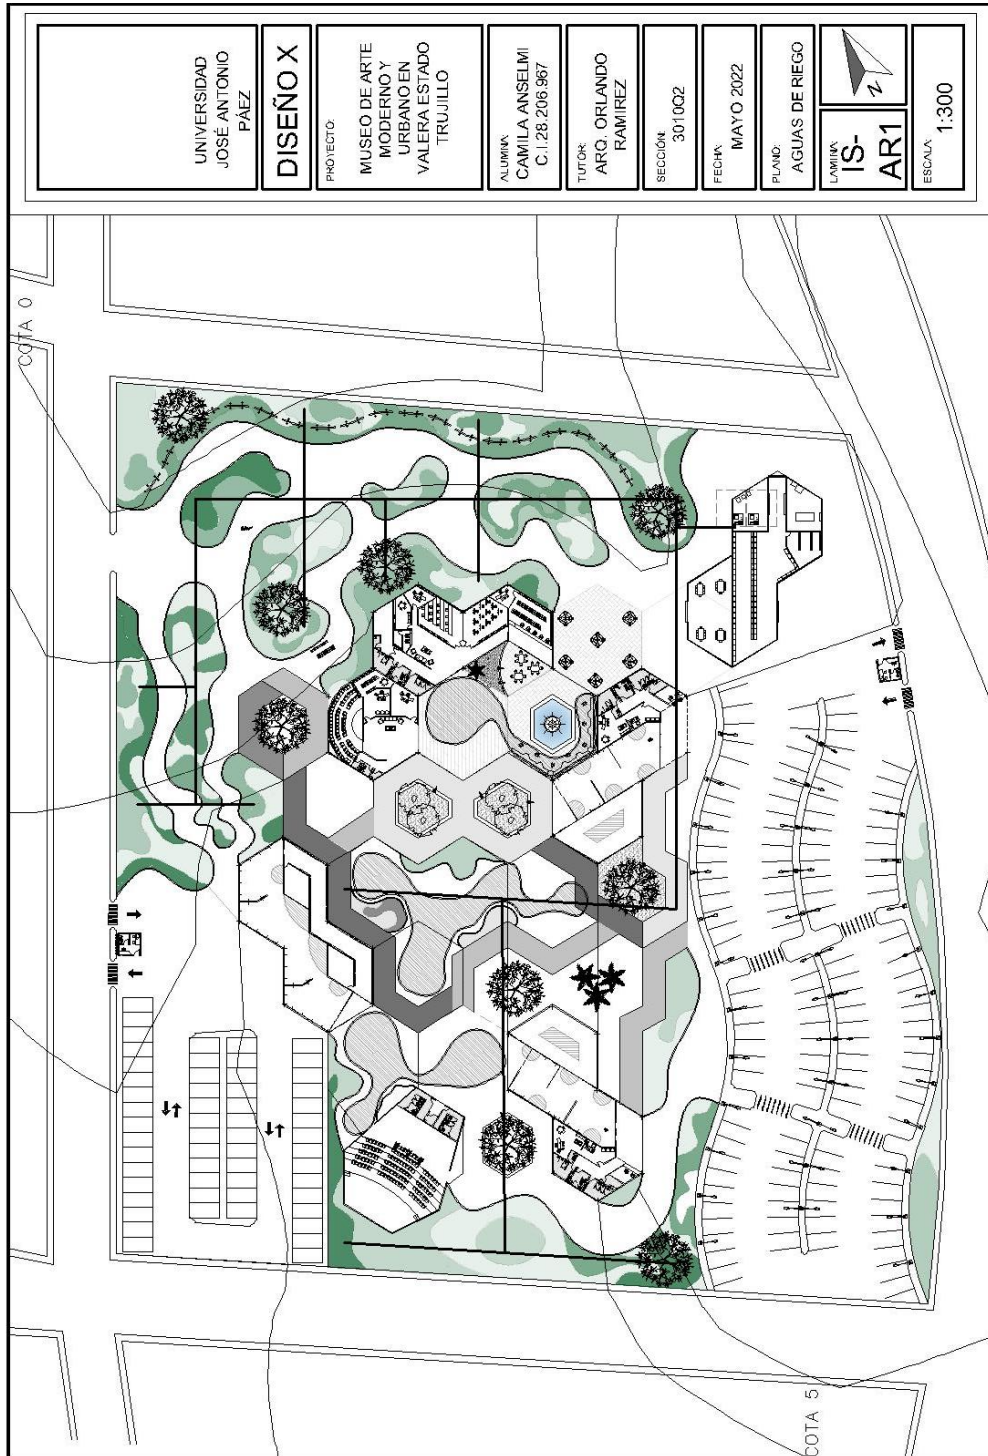 UNIVERSIDAD
JOSÉ ANTONIO
PÁEZ
DISEÑO X
PROYECTO:
MUSEO DE ARTE
MODERNO Y
URBANO EN
VALERA ESTADO
TRUJILLO
ALUMNA:
CAMILA ANSELMI
C.I.28.206.967
TUTOR:
ARQ. ORLANDO
RAMIREZ
SECCIÓN:
3010Q2
FECHA:
MAYO 2022
PLANO:
AGUAS DE RIEGO
LAMINA:
IS-
AR1
N
ESCALA:
1:300
COTA 0
COTA 5